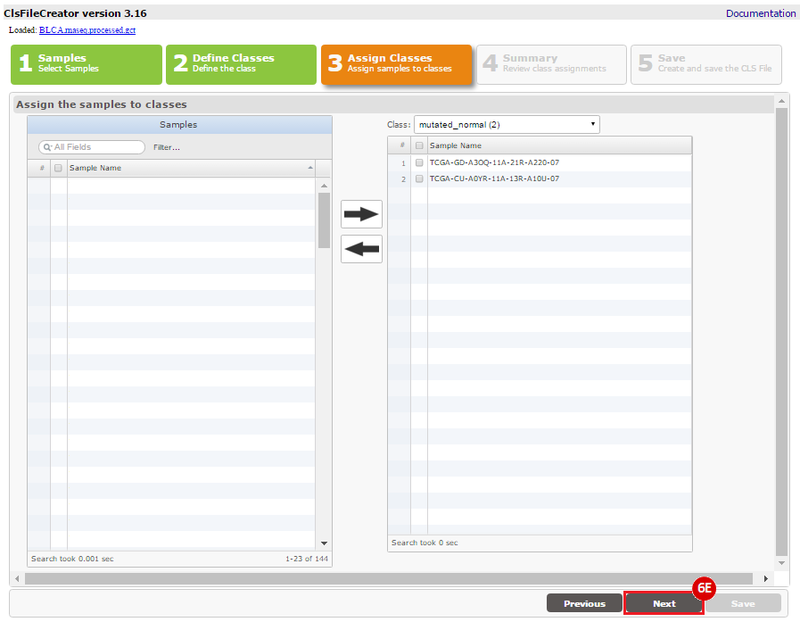 ClsFileCreator version 3.16
Documentation
Loaded: BLCA.rnaseq.processed.gct
1 Samples
Select Samples
2 Define Classes
Define the class
3 Assign Classes
Assign samples to classes
4 Summary
Review class assignments
5 Save
Create and save the CLS File
Assign the samples to classes
Samples
All Fields Filter...
# Sample Name
Search took 0.001 sec 1-23 of 144
Class: mutated_normal (2)
# Sample Name
1 TCGA-GD-A3OQ-11A-21R-A220-07
2 TCGA-CU-A0YR-11A-13R-A10U-07
Search took 0 sec
6E
Previous Next Save